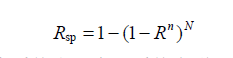 R_sp = 1 − (1 − R^n)^N